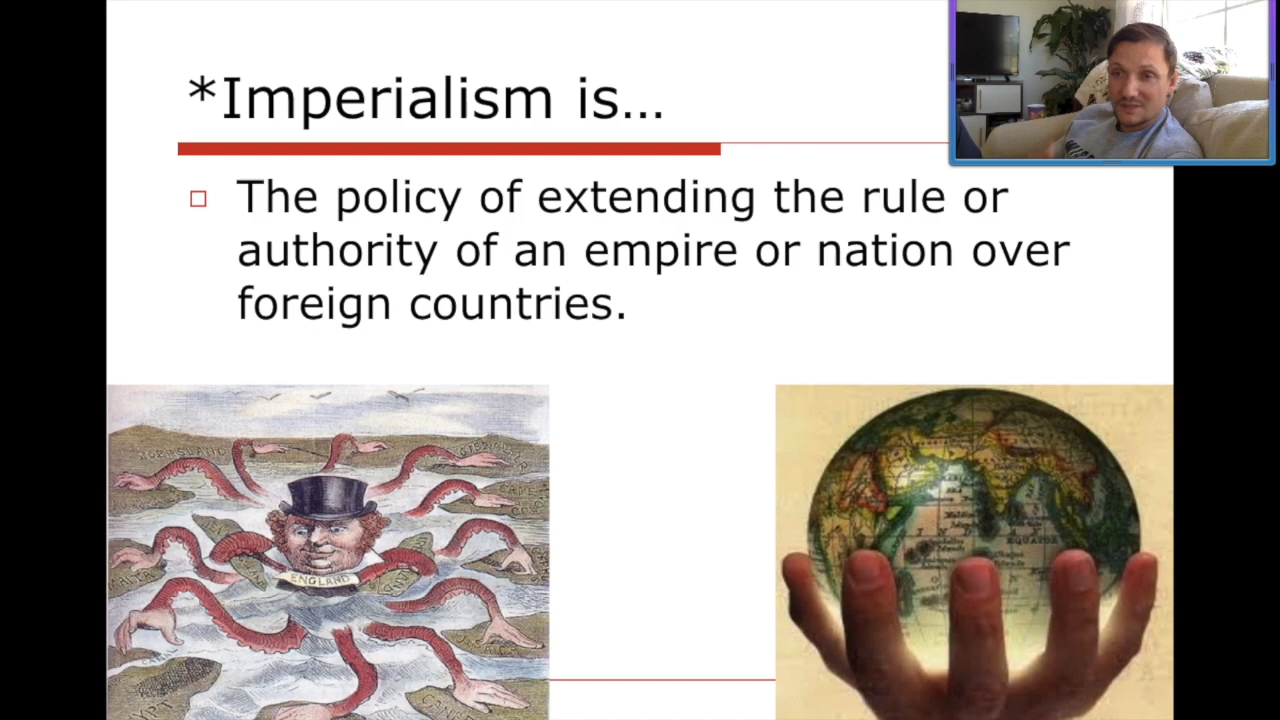 *Imperialism is…
The policy of extending the rule or
authority of an empire or nation over
foreign countries.
ENGLAND
EQUATOR